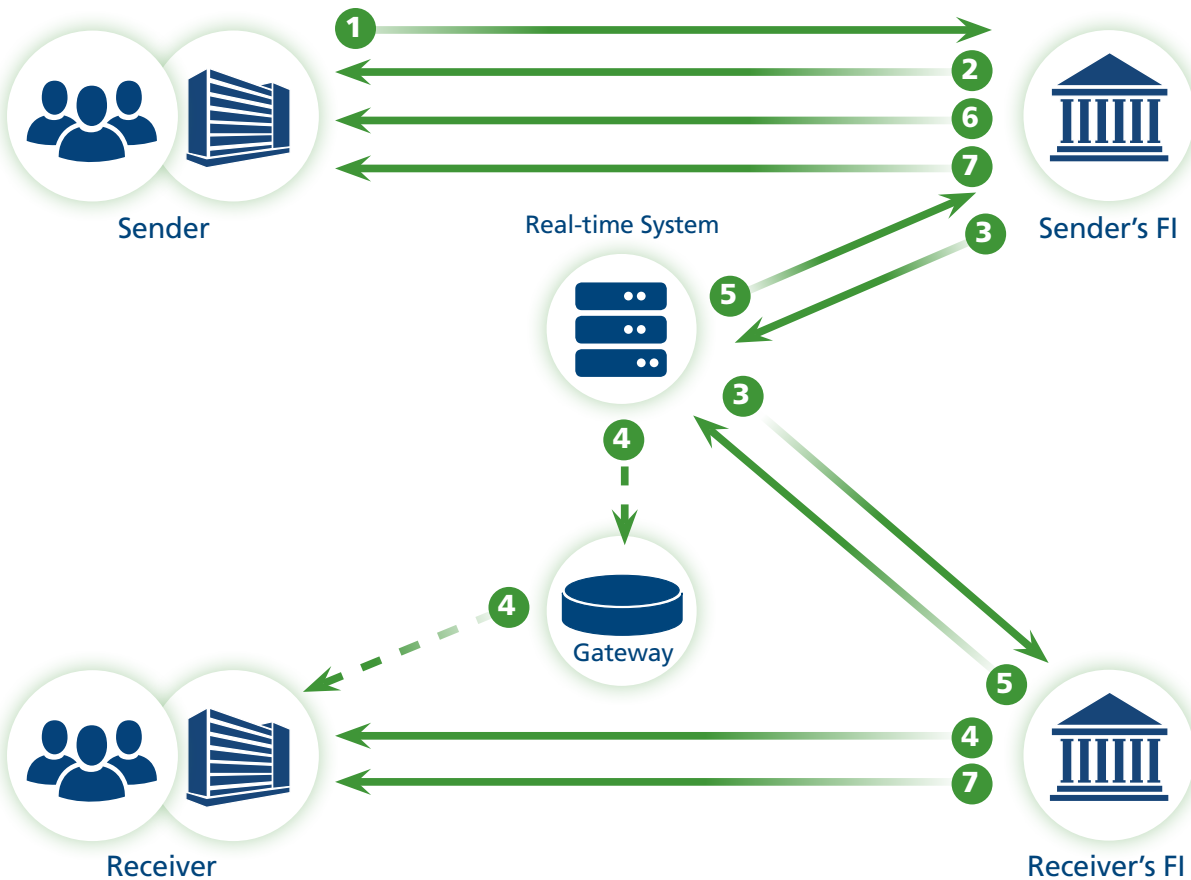 1
2
6
7
Sender
Real-time System
3
Sender's FI
5
3
4
4
Gateway
5
4
7
Receiver
Receiver's FI